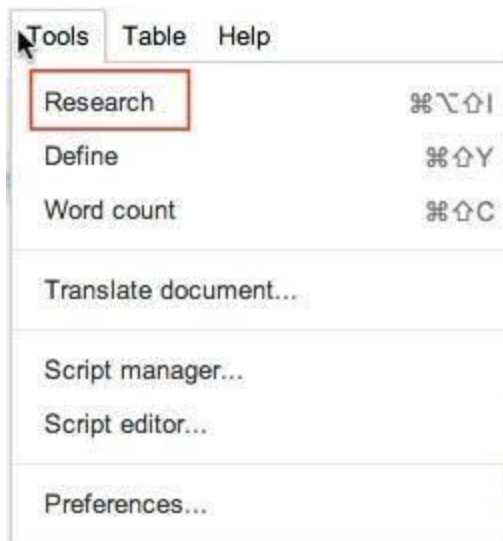 Tools Table Help
Research ⌘⌥⇧I
Define ⌘⇧Y
Word count ⌘⇧C
Translate document...
Script manager...
Script editor...
Preferences...